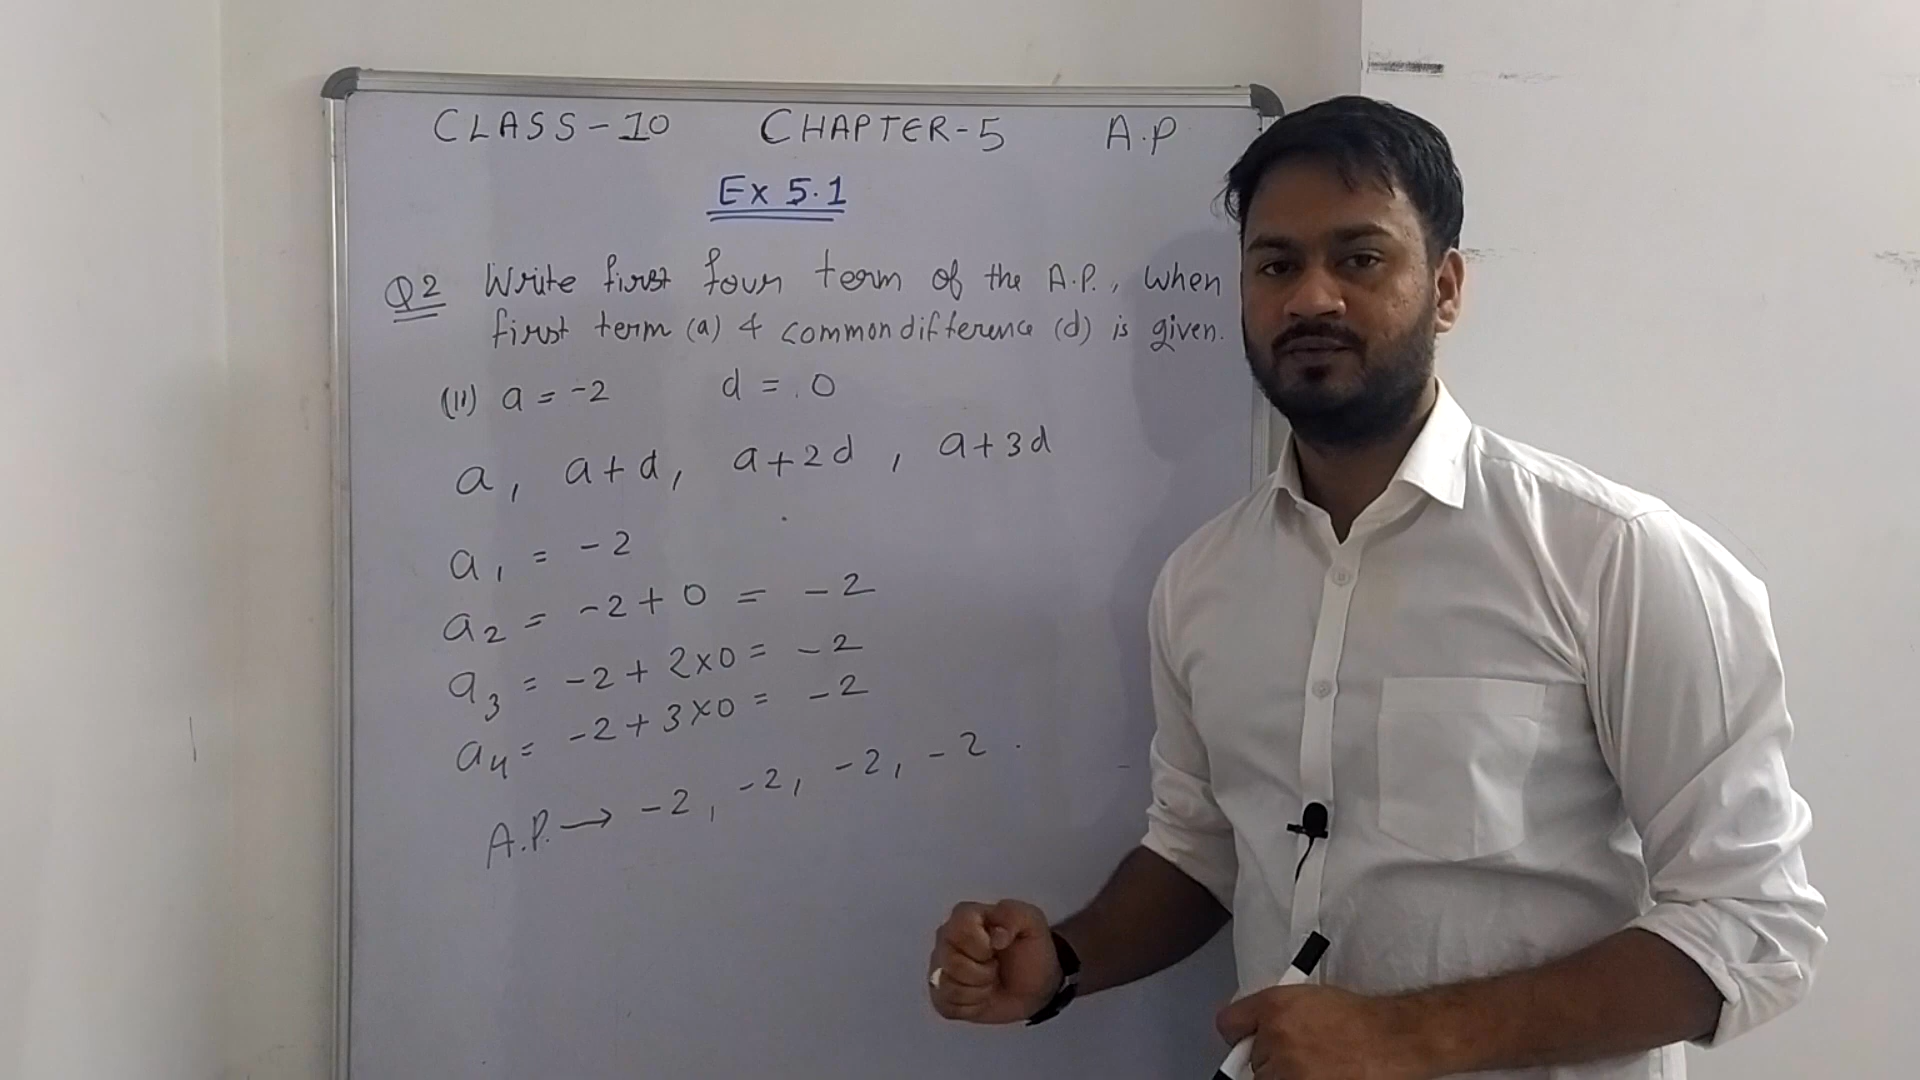 CLASS-10 CHAPTER-5 A.P
Ex 5.1
Q2 Write first four term of the A.P., when
first term (a) & common difference (d) is given.
(ii) a = -2 d = 0
a, a+d, a+2d, a+3d
a1 = -2
a2 = -2+0 = -2
a3 = -2+2×0 = -2
a4 = -2+3×0 = -2
A.P. → -2, -2, -2, -2.